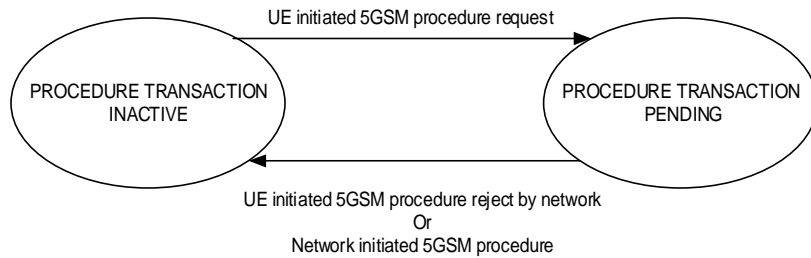 UE initiated 5GSM procedure request
PROCEDURE TRANSACTION
INACTIVE
PROCEDURE TRANSACTION
PENDING
UE initiated 5GSM procedure reject by network
Or
Network initiated 5GSM procedure